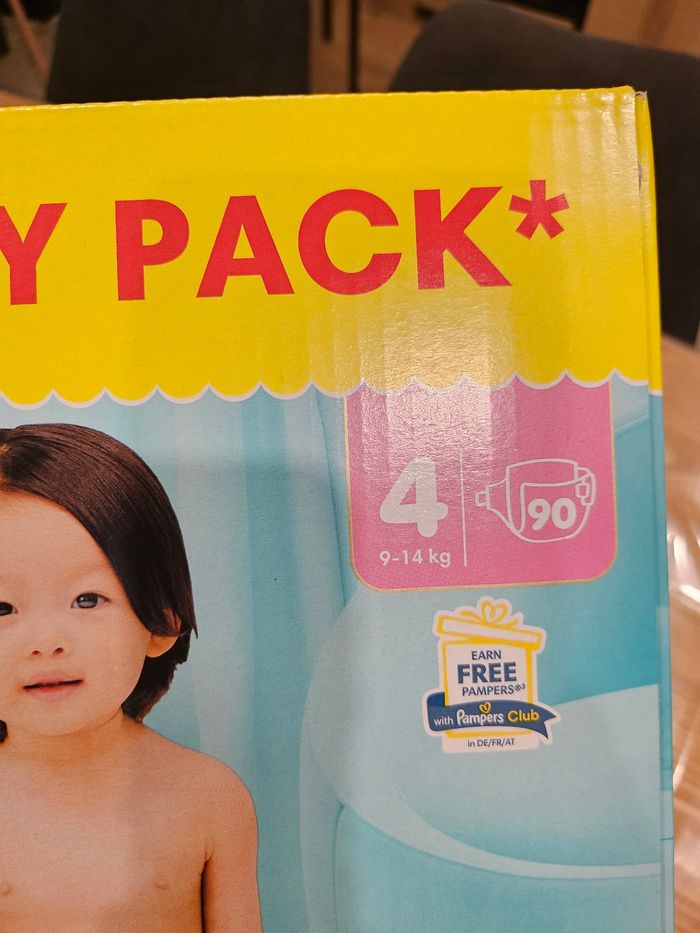 Y PACK*
4
90
9-14 kg
EARN
FREE
PAMPERS®³
with Pampers Club
in DE/FR/AT